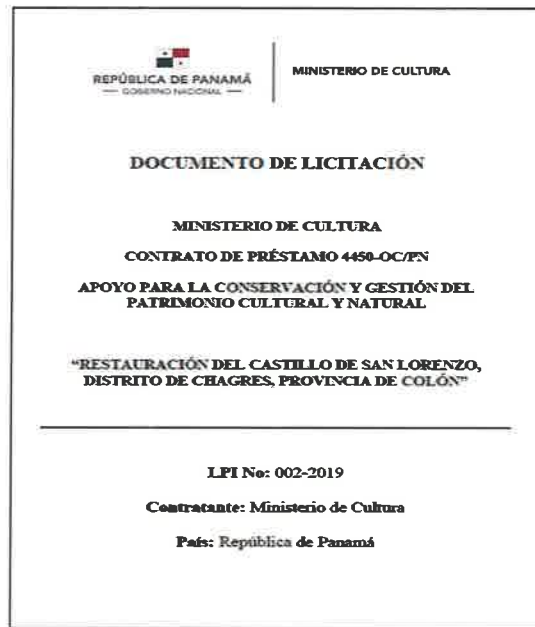 REPÚBLICA DE PANAMÁ
— GOBIERNO NACIONAL —
MINISTERIO DE CULTURA
DOCUMENTO DE LICITACIÓN
MINISTERIO DE CULTURA
CONTRATO DE PRÉSTAMO 4450-OC/PN
APOYO PARA LA CONSERVACIÓN Y GESTIÓN DEL
PATRIMONIO CULTURAL Y NATURAL
“RESTAURACIÓN DEL CASTILLO DE SAN LORENZO,
DISTRITO DE CHAGRES, PROVINCIA DE COLÓN”
LPI No: 002-2019
Contratante: Ministerio de Cultura
País: República de Panamá